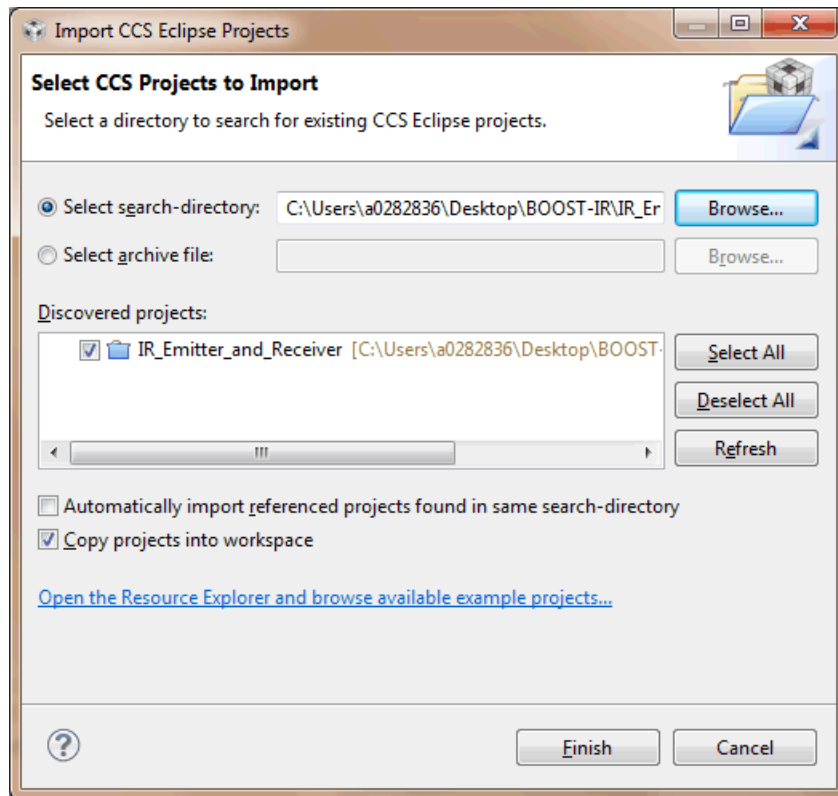 Import CCS Eclipse Projects
Select CCS Projects to Import
Select a directory to search for existing CCS Eclipse projects.
Select search-directory: C:\Users\a0282836\Desktop\BOOST-IR\IR_Er Browse...
Select archive file: Browse...
Discovered projects:
IR_Emitter_and_Receiver [C:\Users\a0282836\Desktop\BOOST- Select All
Deselect All
Refresh
Automatically import referenced projects found in same search-directory
Copy projects into workspace
Open the Resource Explorer and browse available example projects...
? Finish Cancel